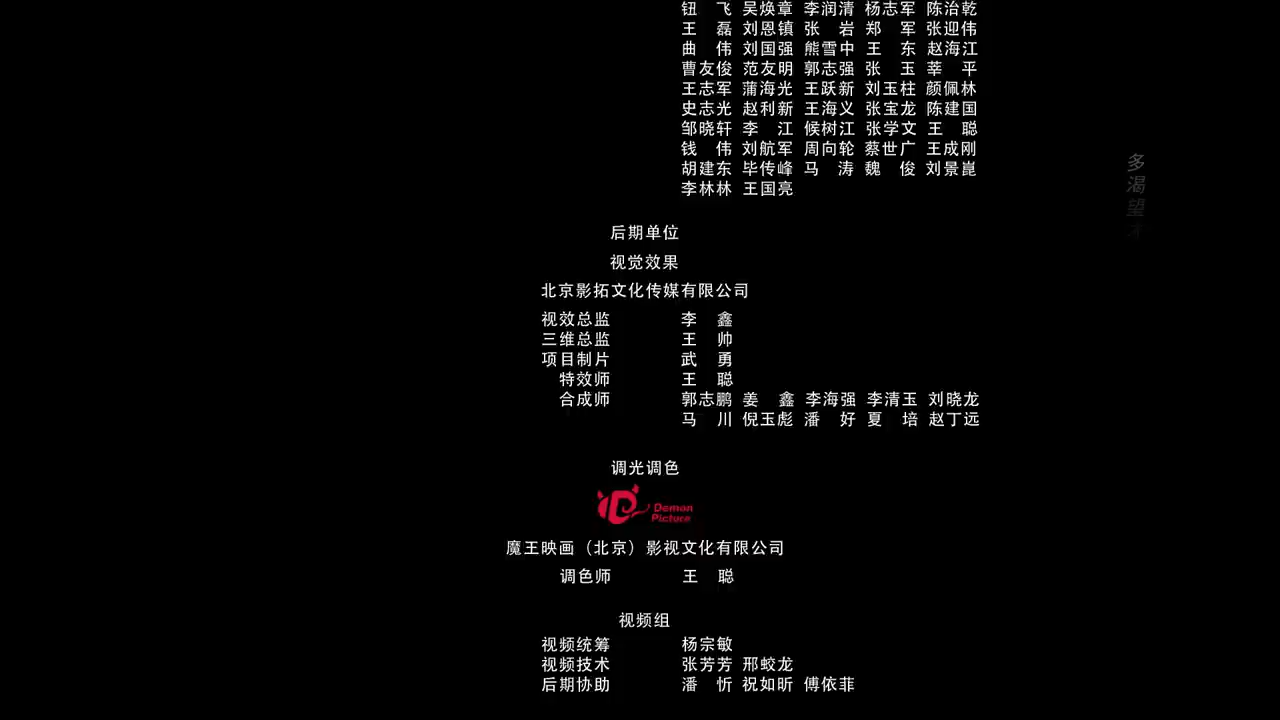 钮　飞 吴焕章 李润清 杨志军 陈治乾
王　磊 刘恩镇 张　岩 郑　军 张迎伟
曲　伟 刘国强 熊雪中 王　东 赵海江
曹友俊 范友明 郭志强 张　玉 莘　平
王志军 蒲海光 王跃新 刘玉柱 颜佩林
史志光 赵利新 王海义 张宝龙 陈建国
邹晓轩 李　江 候树江 张学文 王　聪
钱　伟 刘航军 周向轮 蔡世广 王成刚
胡建东 毕传峰 马　涛 魏　俊 刘景崑
李林林 王国亮
多渴望才
后期单位
视觉效果
北京影拓文化传媒有限公司
视效总监 李　鑫
三维总监 王　帅
项目制片 武　勇
特效师 王　聪
合成师 郭志鹏 姜　鑫 李海强 李清玉 刘晓龙
马　川 倪玉彪 潘　好 夏　培 赵丁远
调光调色
Demon
Picture
魔王映画（北京）影视文化有限公司
调色师 王　聪
视频组
视频统筹 杨宗敏
视频技术 张芳芳 邢蛟龙
后期协助 潘　忻 祝如昕 傅依菲